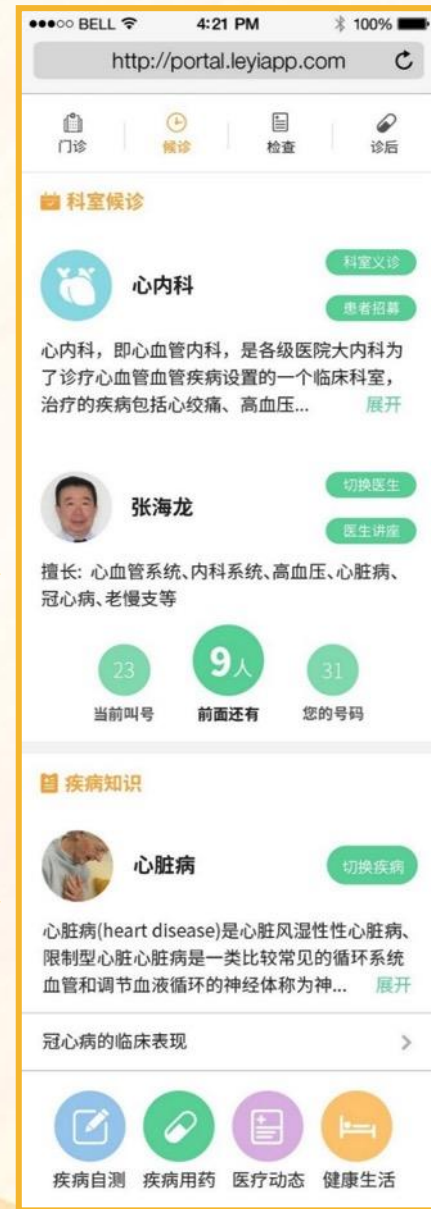 BELL 4:21 PM 100%
http://portal.leyiapp.com
门诊 候诊 检查 诊后
科室候诊
心内科
科室义诊
患者招募
心内科，即心血管内科，是各级医院大内科为
了诊疗心血管血管疾病设置的一个临床科室，
治疗的疾病包括心绞痛、高血压... 展开
张海龙
切换医生
医生讲座
擅长: 心血管系统、内科系统、高血压、心脏病、
冠心病、老慢支等
23 9人 31
当前叫号 前面还有 您的号码
疾病知识
心脏病
切换疾病
心脏病(heart disease)是心脏风湿性性心脏病、
限制型心脏心脏病是一类比较常见的循环系统
血管和调节血液循环的神经体称为神... 展开
冠心病的临床表现
疾病自测 疾病用药 医疗动态 健康生活